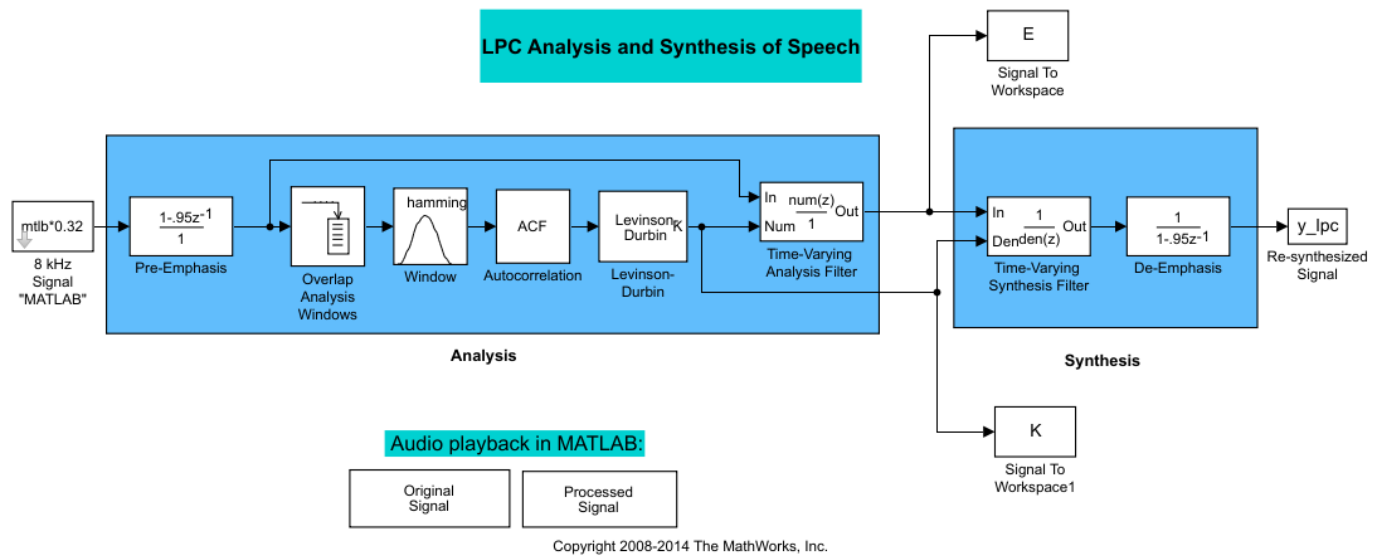 LPC Analysis and Synthesis of Speech
E
Signal To
Workspace
mtlb*0.32
8 kHz
Signal
"MATLAB"
1-.95z-1
1
Pre-Emphasis
Overlap
Analysis
Windows
hamming
Window
ACF
Autocorrelation
Levinson-
Durbin
K
Levinson-
Durbin
In
Num
num(z)
1
Out
Time-Varying
Analysis Filter
Analysis
In
Den
1
den(z)
Out
Time-Varying
Synthesis Filter
1
1-.95z-1
De-Emphasis
y_lpc
Re-synthesized
Signal
Synthesis
K
Signal To
Workspace1
Audio playback in MATLAB:
Original
Signal
Processed
Signal
Copyright 2008-2014 The MathWorks, Inc.